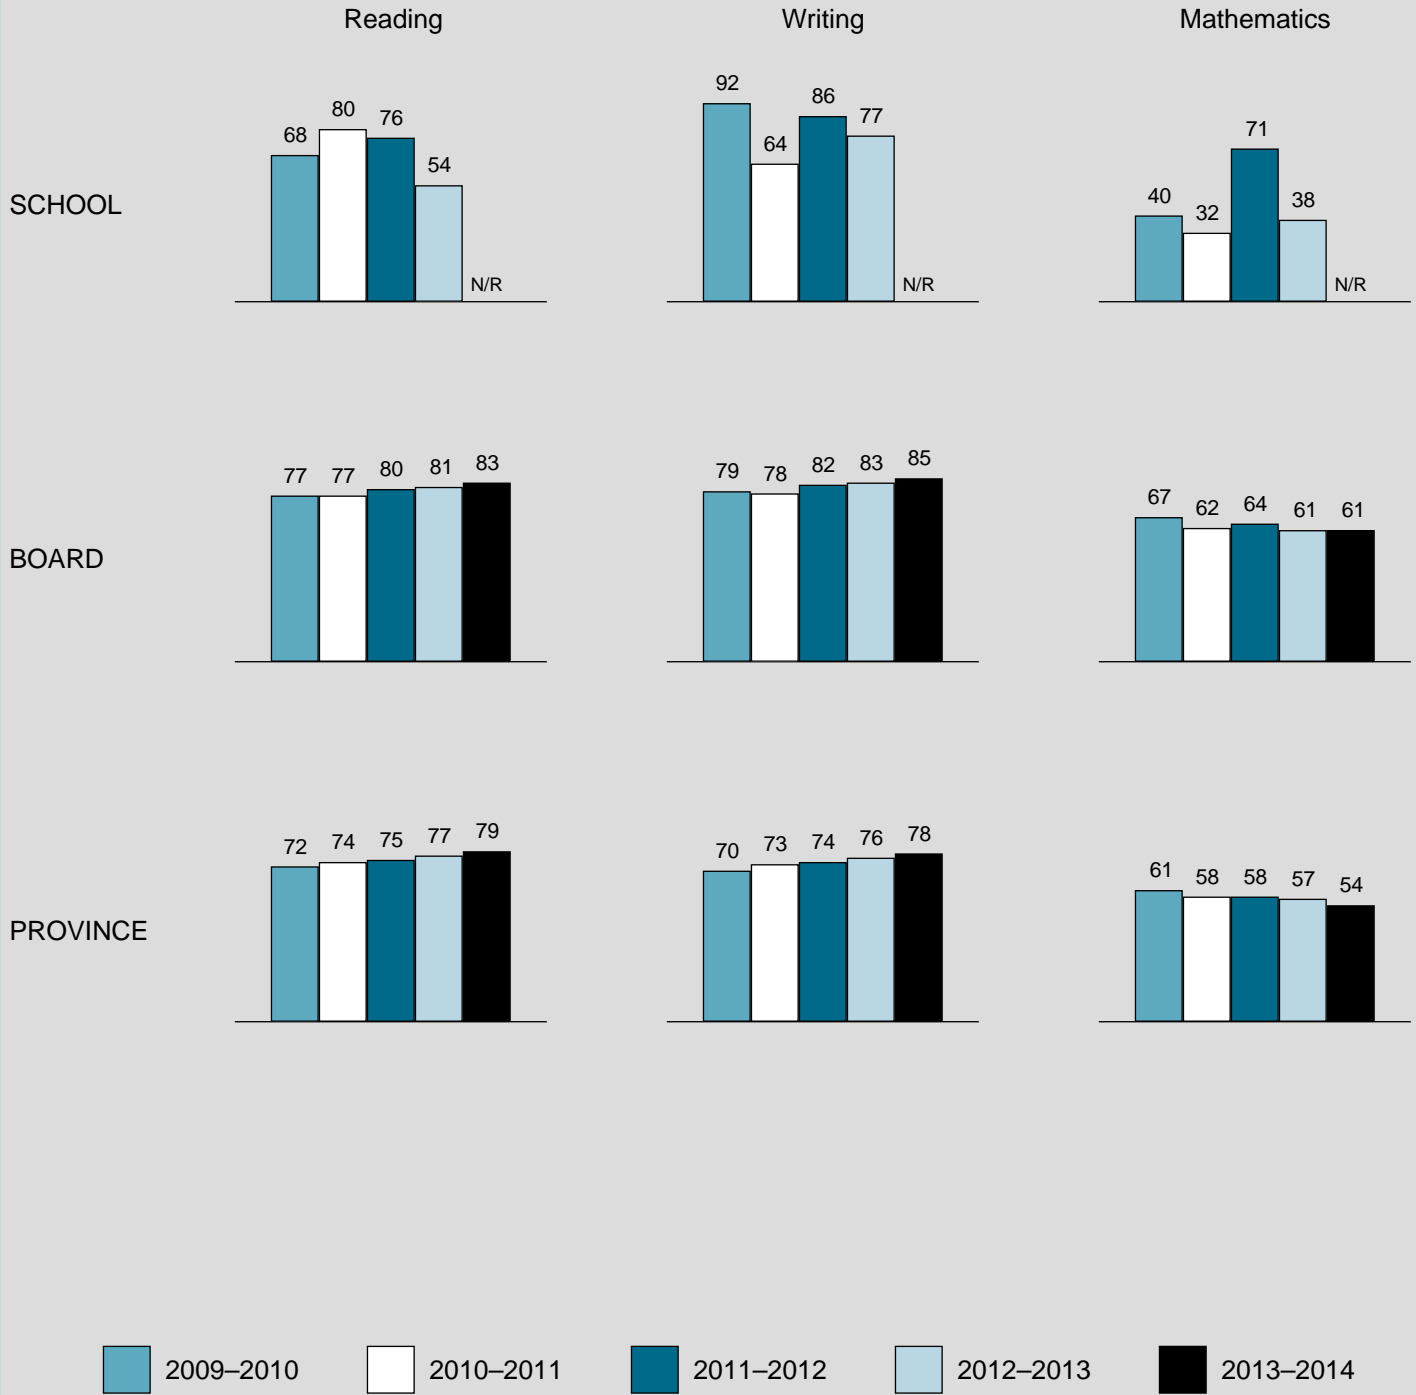 Reading Writing Mathematics
SCHOOL
68 80 76 54 N/R
92 64 86 77 N/R
40 32 71 38 N/R
BOARD
77 77 80 81 83
79 78 82 83 85
67 62 64 61 61
PROVINCE
72 74 75 77 79
70 73 74 76 78
61 58 58 57 54
2009–2010 2010–2011 2011–2012 2012–2013 2013–2014